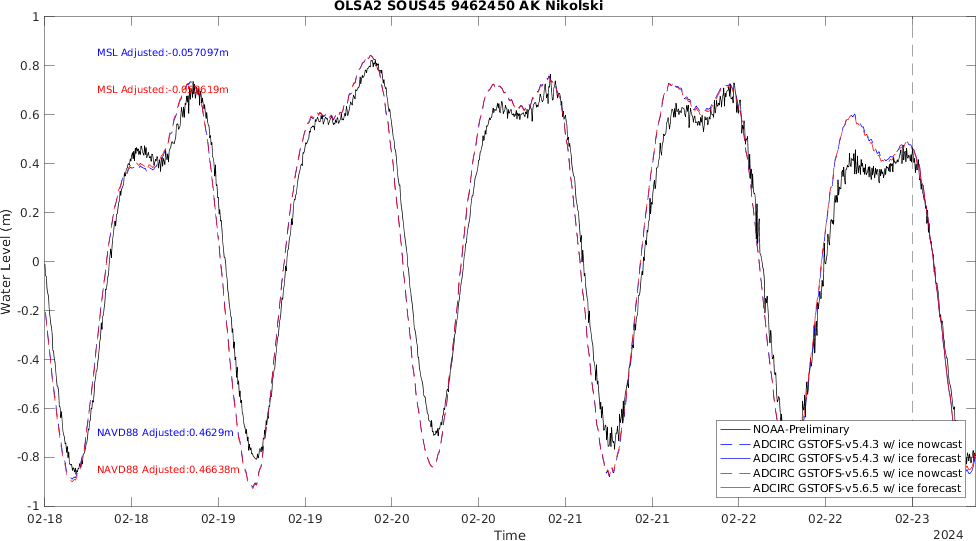 OLSA2 SOUS45 9462450 AK Nikolski
1
0.8
0.6
0.4
0.2
0
-0.2
-0.4
-0.6
-0.8
-1
Water Level (m)
MSL Adjusted:-0.057097m
MSL Adjusted:
NAVD88 Adjusted:0.4629m
NAVD88 Adjusted:0.46638m
NOAA-Preliminary
ADCIRC GSTOFS-v5.4.3 w/ ice nowcast
ADCIRC GSTOFS-v5.4.3 w/ ice forecast
ADCIRC GSTOFS-v5.6.5 w/ ice nowcast
ADCIRC GSTOFS-v5.6.5 w/ ice forecast
02-18 02-18 02-19 02-19 02-20 02-20 02-21 02-21 02-22 02-22 02-23
Time
2024